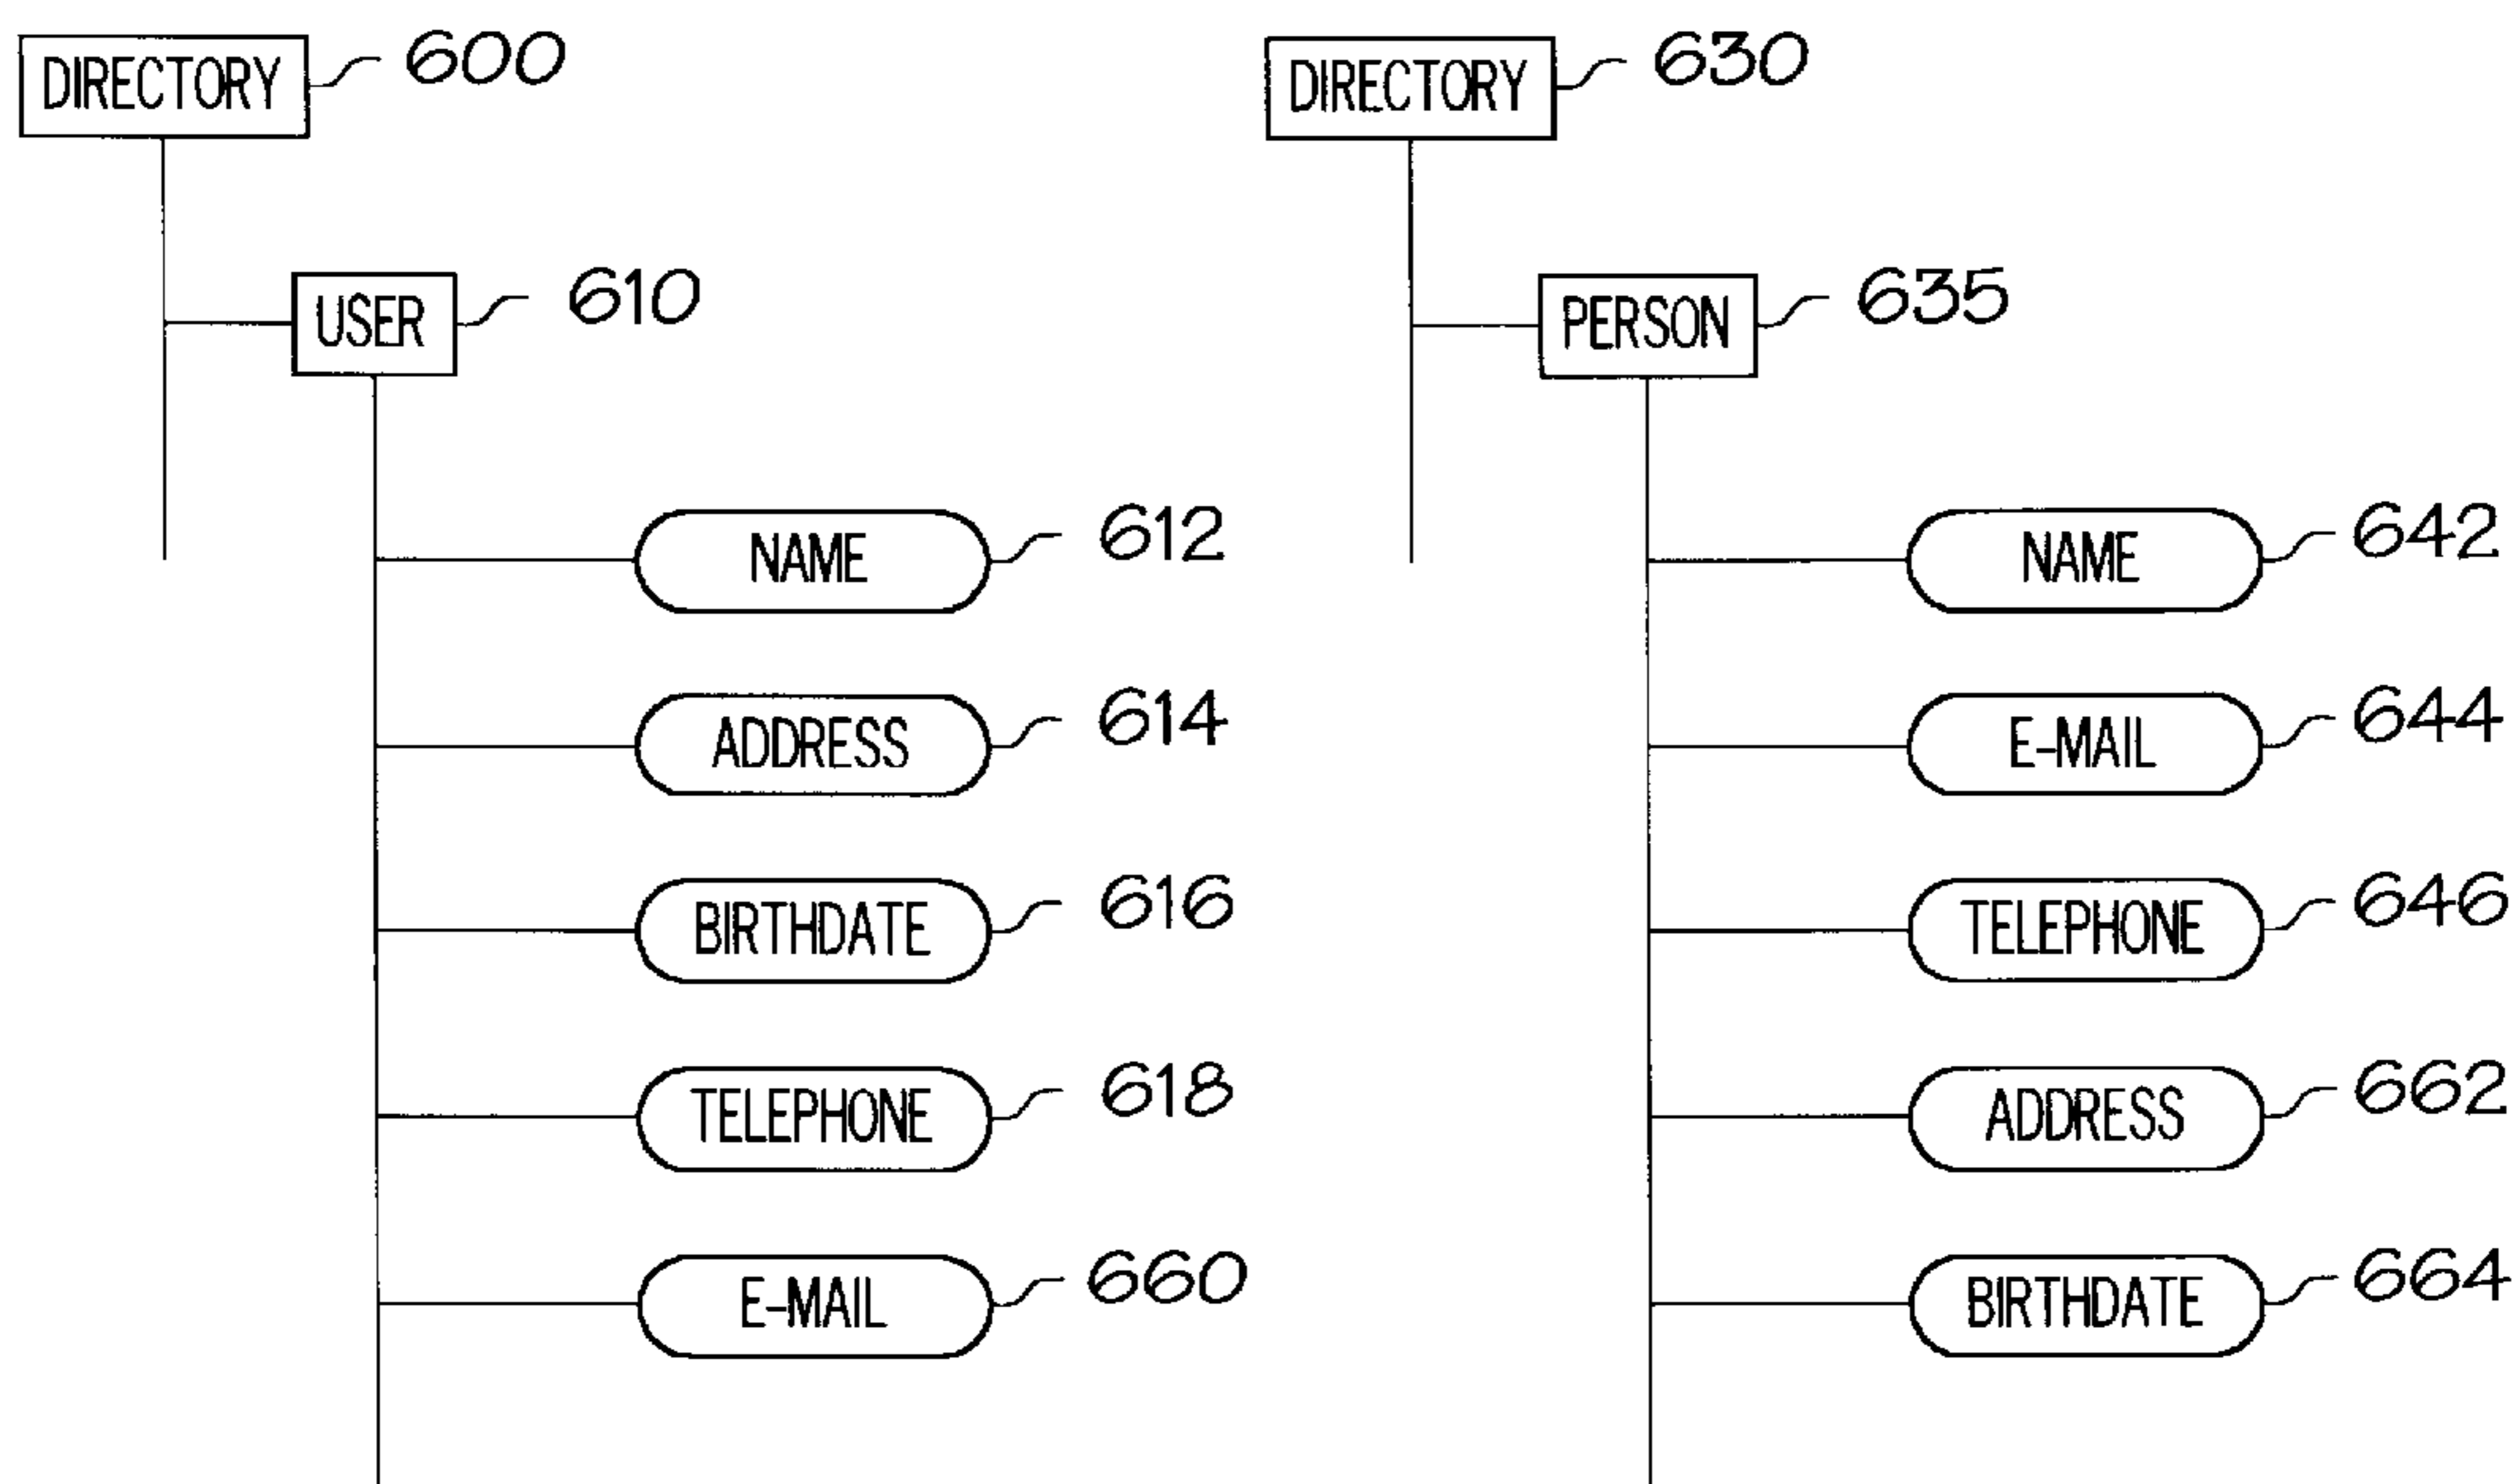 DIRECTORY 600
USER 610
NAME 612
ADDRESS 614
BIRTHDATE 616
TELEPHONE 618
E-MAIL 660
DIRECTORY 630
PERSON 635
NAME 642
E-MAIL 644
TELEPHONE 646
ADDRESS 662
BIRTHDATE 664